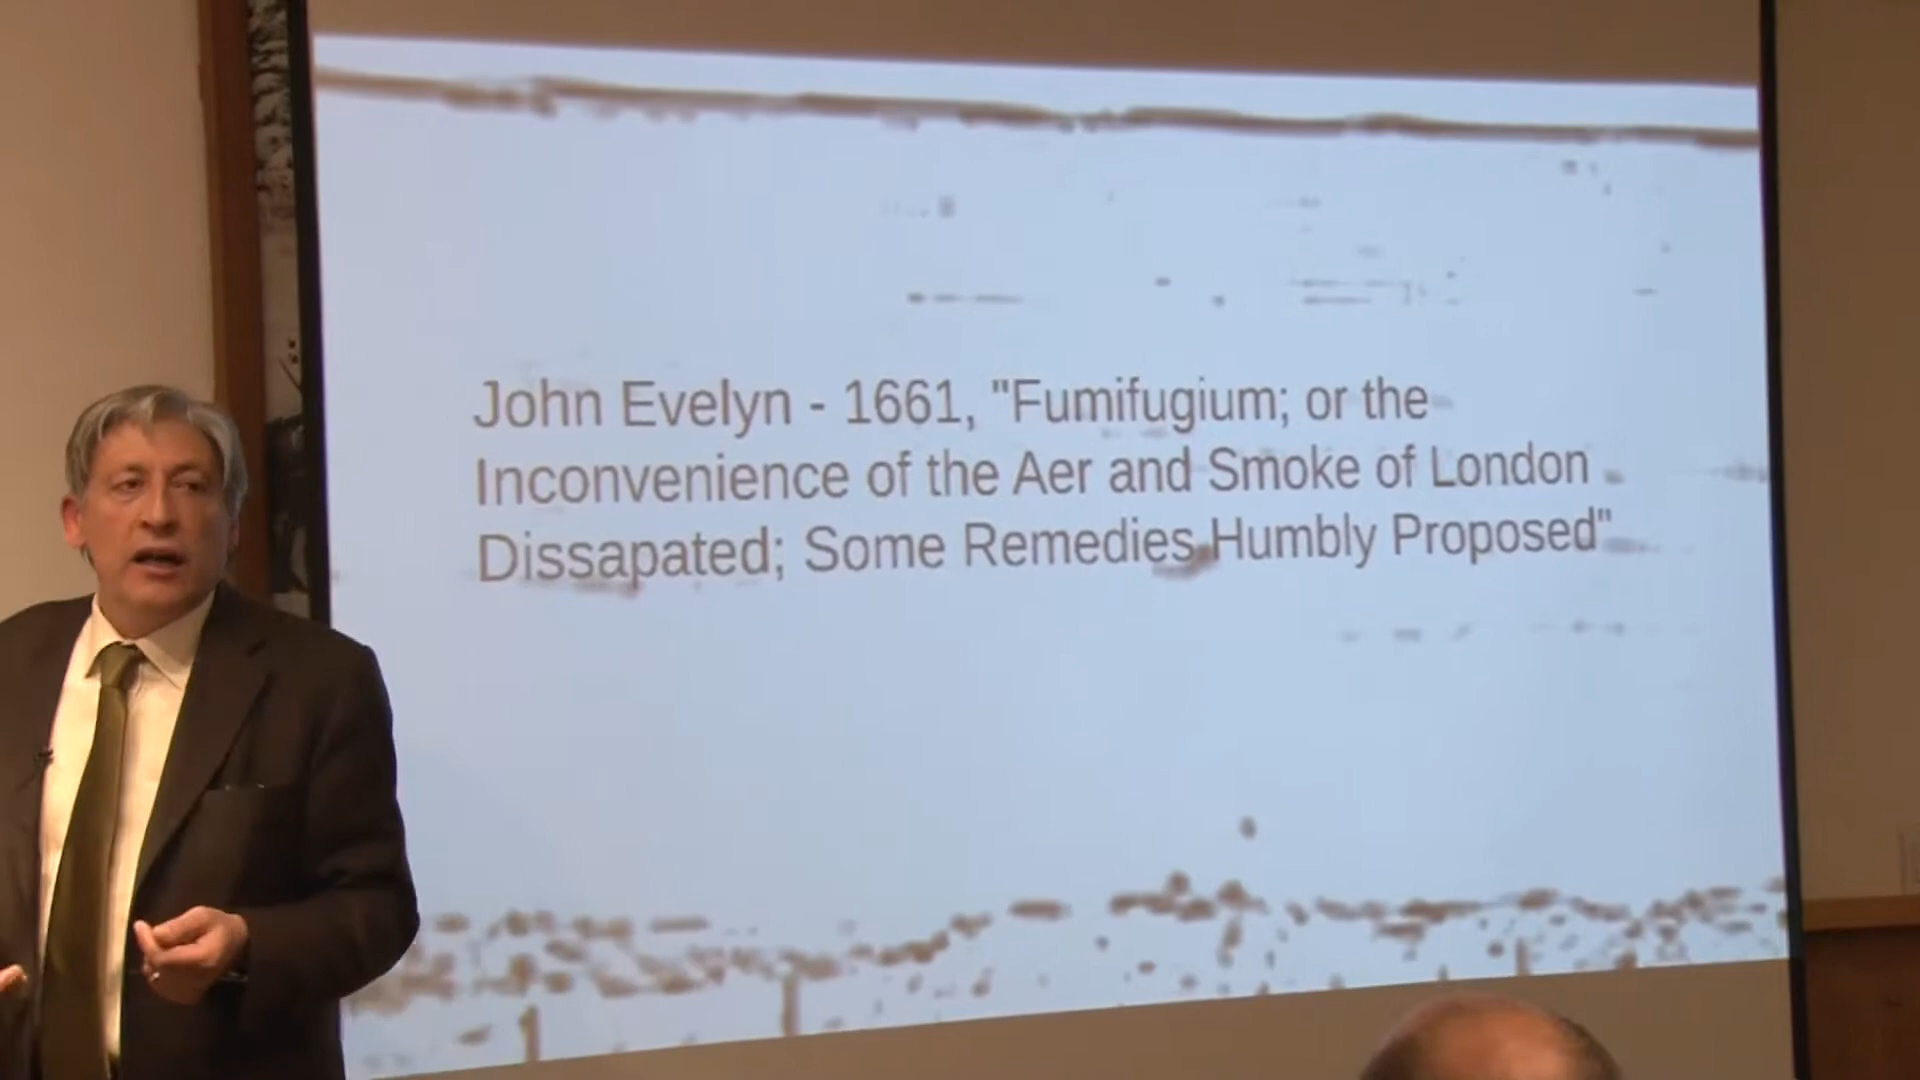 John Evelyn - 1661, "Fumifugium; or the
Inconvenience of the Aer and Smoke of London
Dissapated; Some Remedies Humbly Proposed"